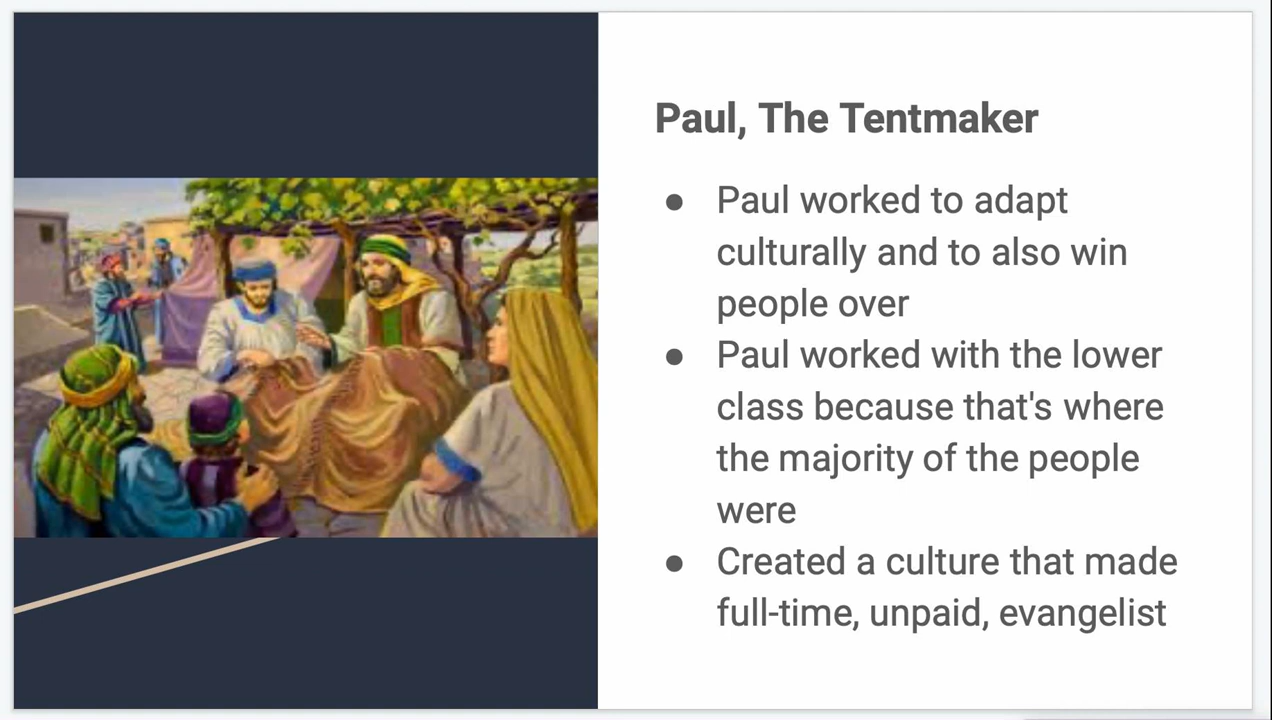 Paul, The Tentmaker
● Paul worked to adapt
culturally and to also win
people over
● Paul worked with the lower
class because that's where
the majority of the people
were
● Created a culture that made
full-time, unpaid, evangelist